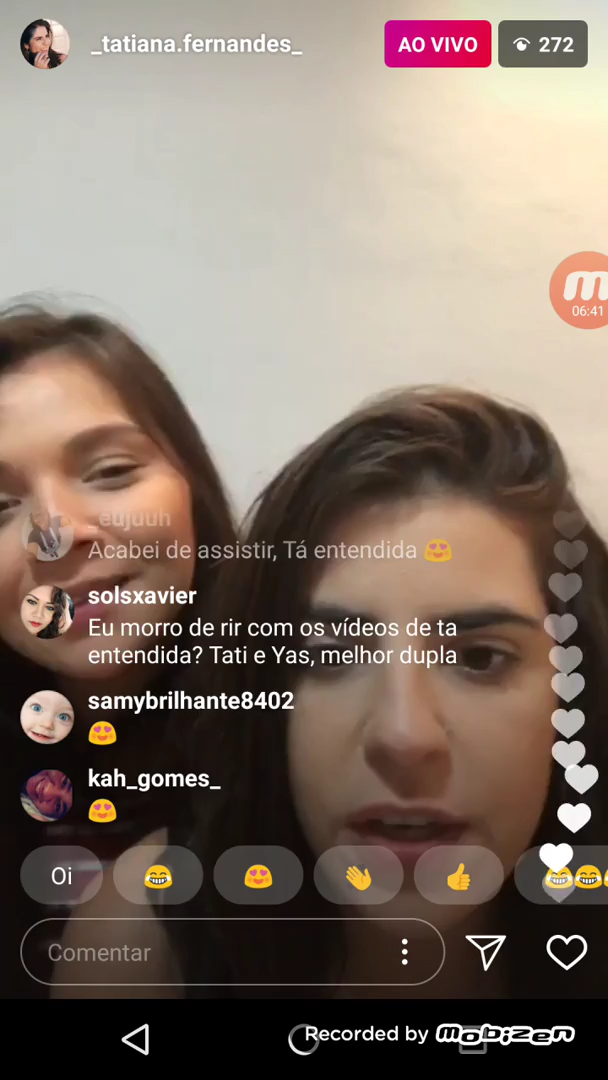 _tatiana.fernandes_
AO VIVO
272
m
06:41
_eujuuh
Acabei de assistir, Tá entendida 😍
solsxavier
Eu morro de rir com os vídeos de ta
entendida? Tati e Yas, melhor dupla
samybrilhante8402
😍
kah_gomes_
😍
Oi 😂 😍 👋 👍 😂😂
Comentar
Recorded by mobizen